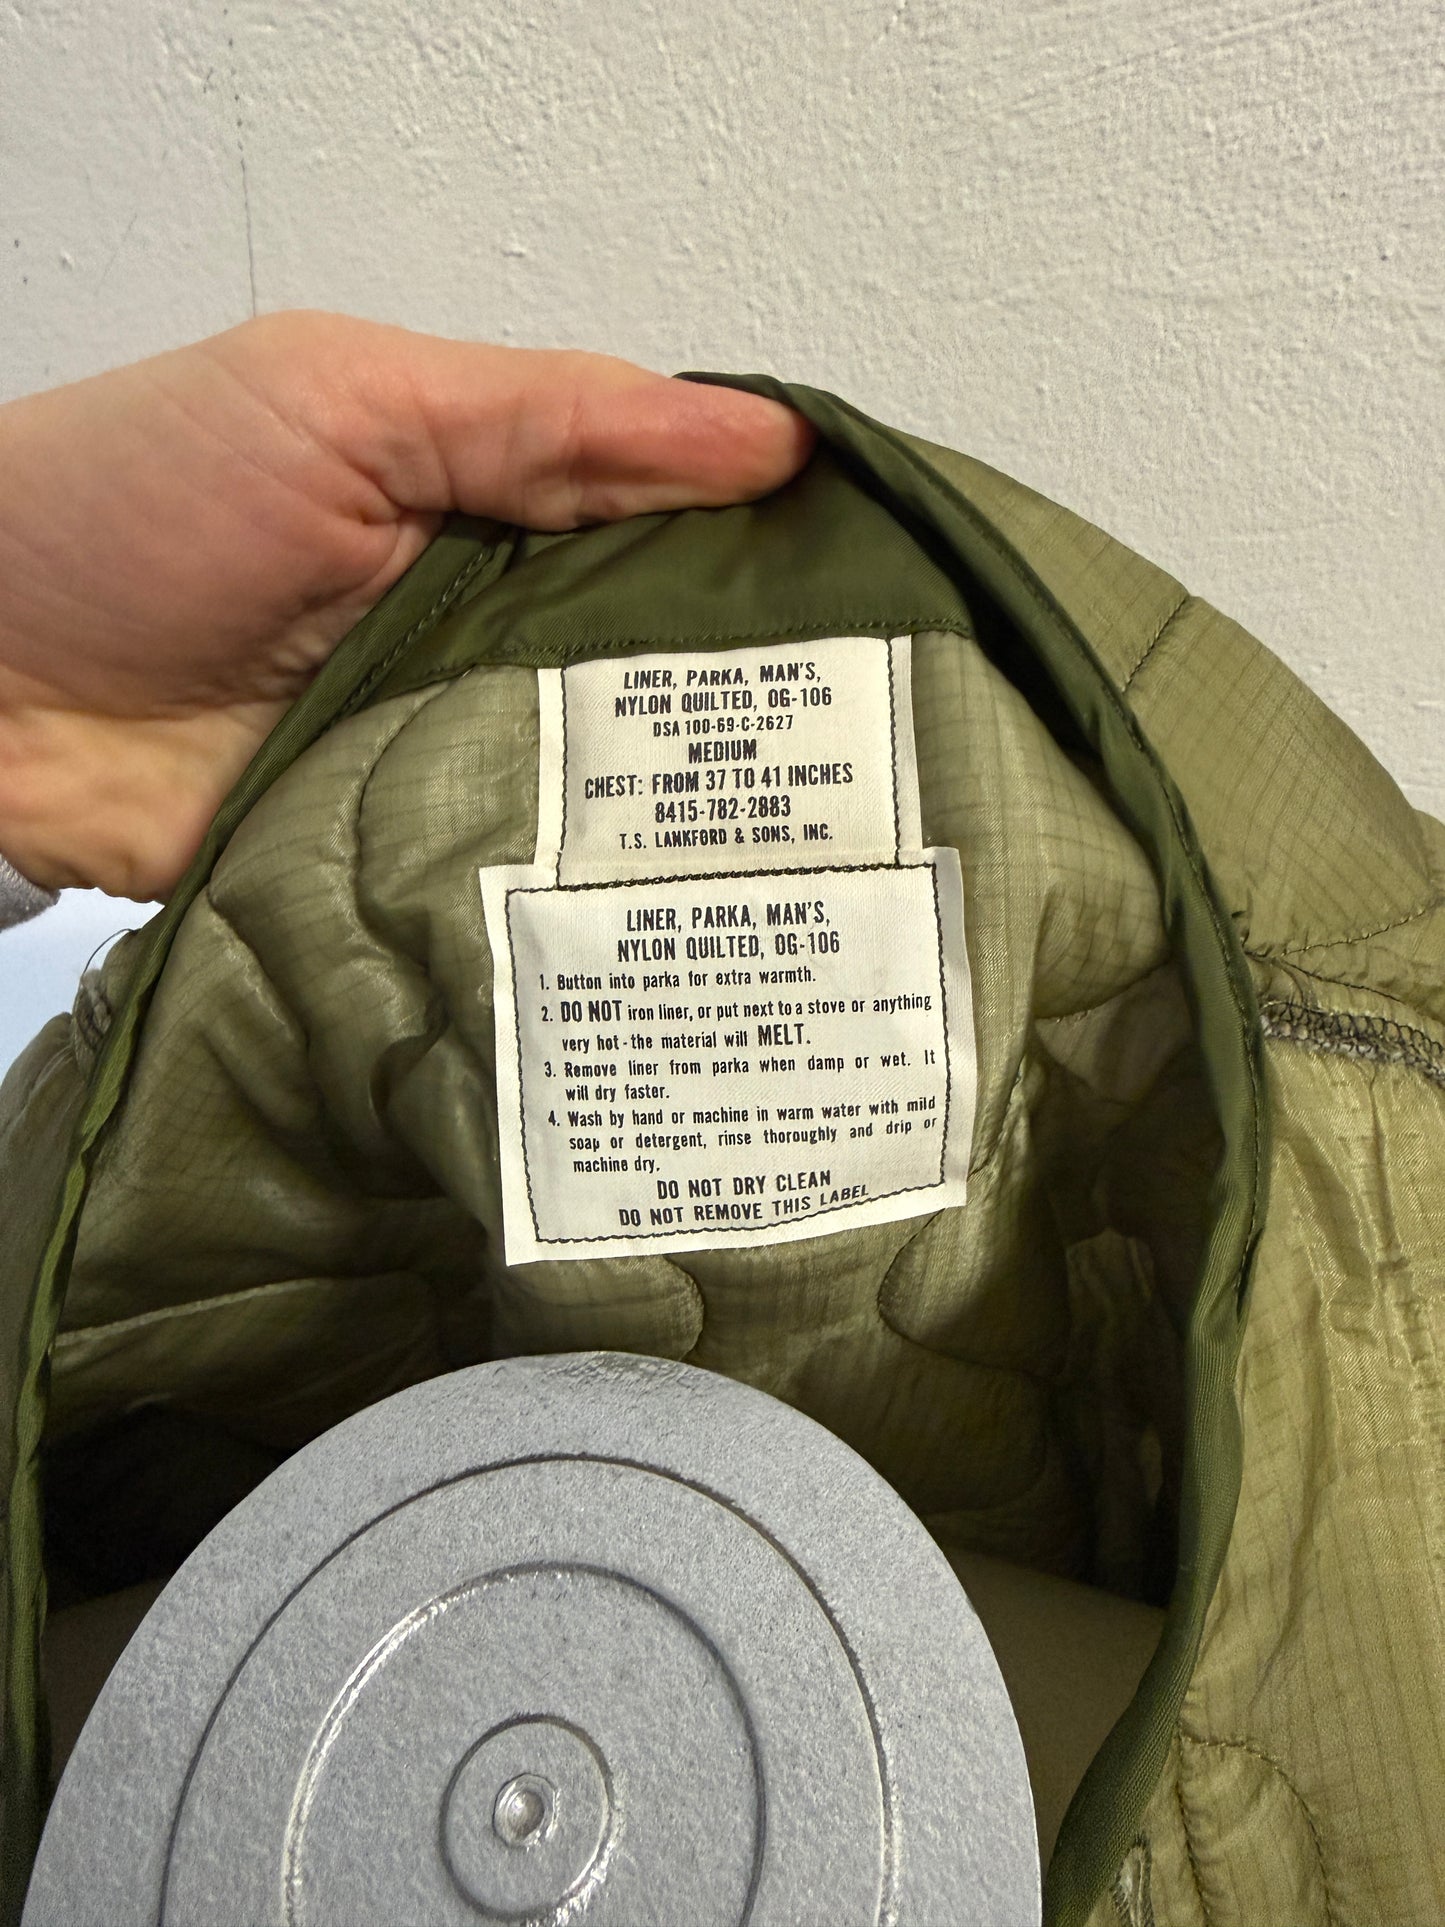 LINER, PARKA, MAN'S,
NYLON QUILTED, OG-106
DSA 100-69-C-2627
MEDIUM
CHEST: FROM 37 TO 41 INCHES
8415-782-2883
T.S. LANKFORD & SONS, INC.
LINER, PARKA, MAN'S,
NYLON QUILTED, OG-106
1. Button into parka for extra warmth.
2. DO NOT iron liner, or put next to a stove or anything
very hot - the material will MELT.
3. Remove liner from parka when damp or wet. It
will dry faster.
4. Wash by hand or machine in warm water with mild
soap or detergent, rinse thoroughly and drip or
machine dry.
DO NOT DRY CLEAN
DO NOT REMOVE THIS LABEL